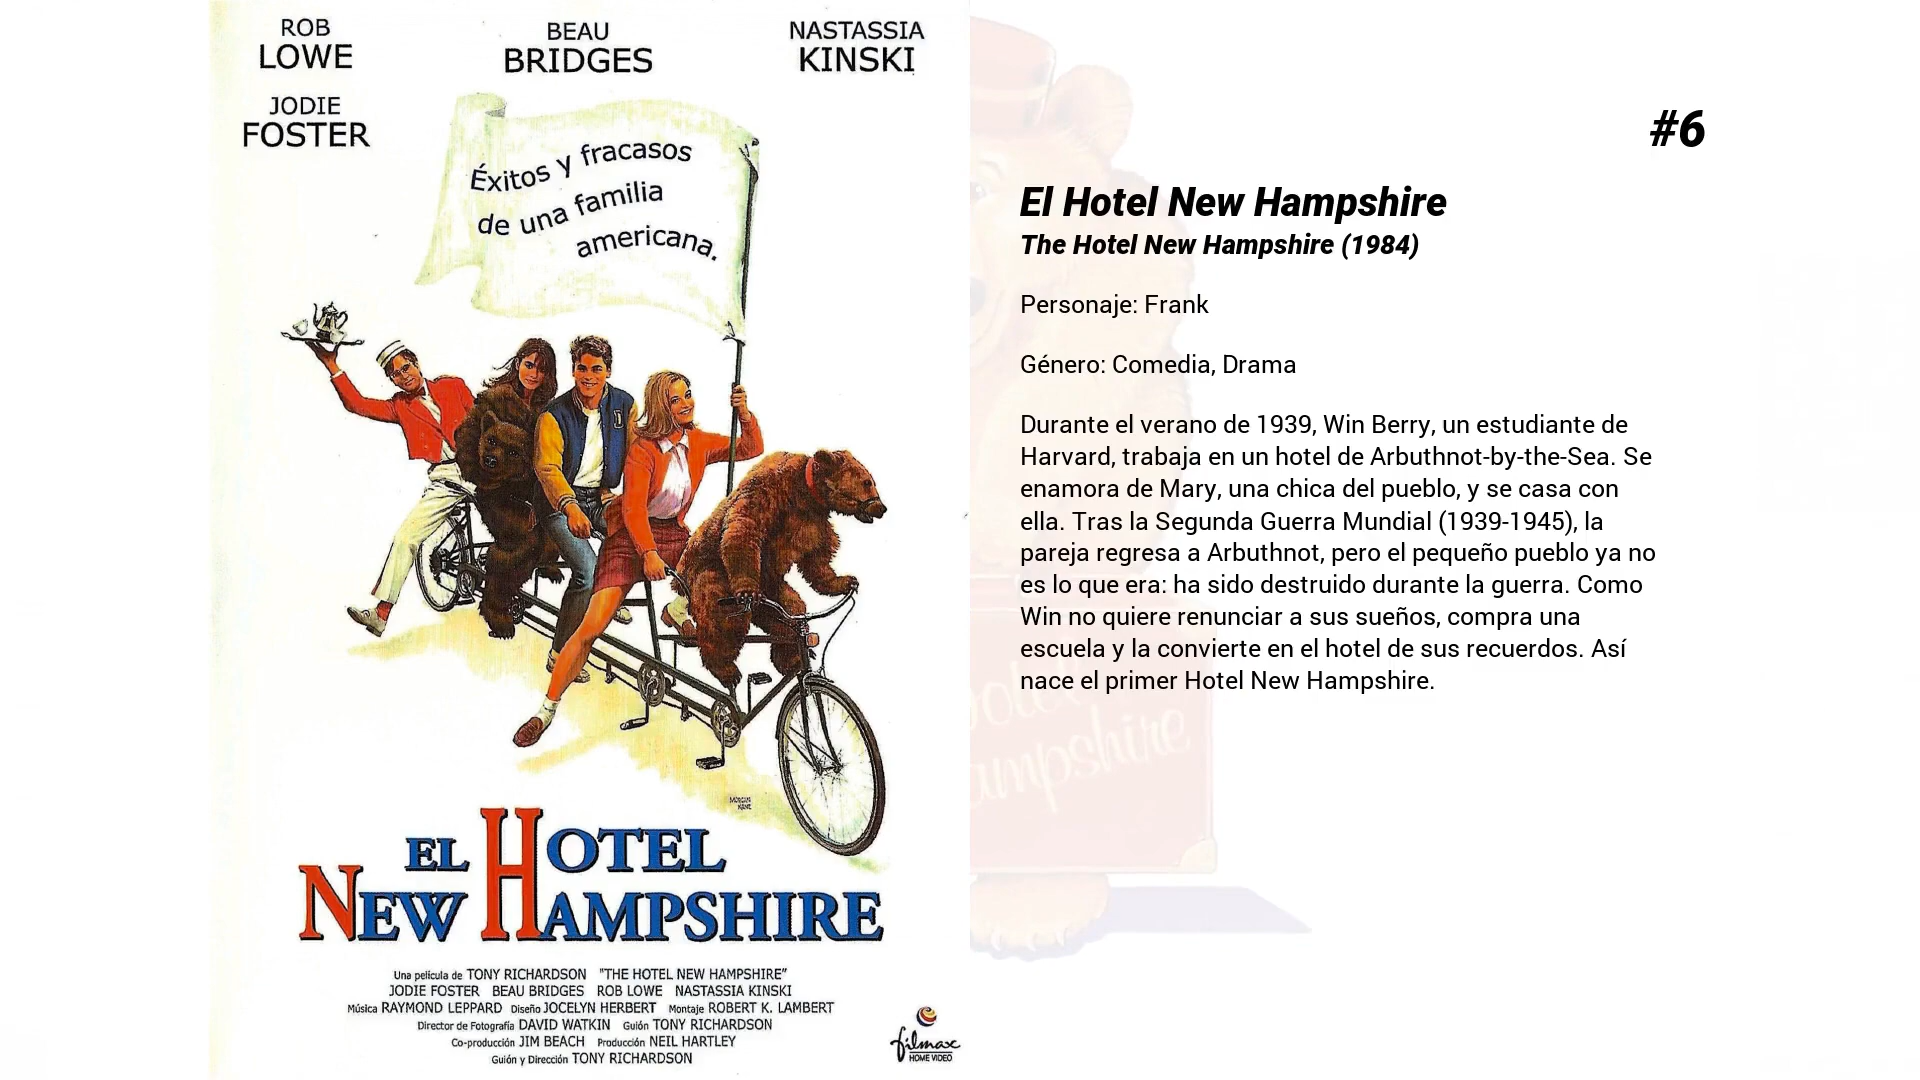 ROB
LOWE
BEAU
BRIDGES
NASTASSIA
KINSKI
JODIE
FOSTER
Éxitos y fracasos
de una familia
americana.
EL HOTEL
NEW HAMPSHIRE
Una película de TONY RICHARDSON "THE HOTEL NEW HAMPSHIRE"
JODIE FOSTER BEAU BRIDGES ROB LOWE NASTASSIA KINSKI
Música RAYMOND LEPPARD Diseño JOCELYN HERBERT Montaje ROBERT K. LAMBERT
Director de Fotografía DAVID WATKIN Guión TONY RICHARDSON
Co-producción JIM BEACH Producción NEIL HARTLEY
Guión y Dirección TONY RICHARDSON
filmax
HOME VIDEO
#6
El Hotel New Hampshire
The Hotel New Hampshire (1984)
Personaje: Frank
Género: Comedia, Drama
Durante el verano de 1939, Win Berry, un estudiante de
Harvard, trabaja en un hotel de Arbuthnot-by-the-Sea. Se
enamora de Mary, una chica del pueblo, y se casa con
ella. Tras la Segunda Guerra Mundial (1939-1945), la
pareja regresa a Arbuthnot, pero el pequeño pueblo ya no
es lo que era: ha sido destruido durante la guerra. Como
Win no quiere renunciar a sus sueños, compra una
escuela y la convierte en el hotel de sus recuerdos. Así
nace el primer Hotel New Hampshire.